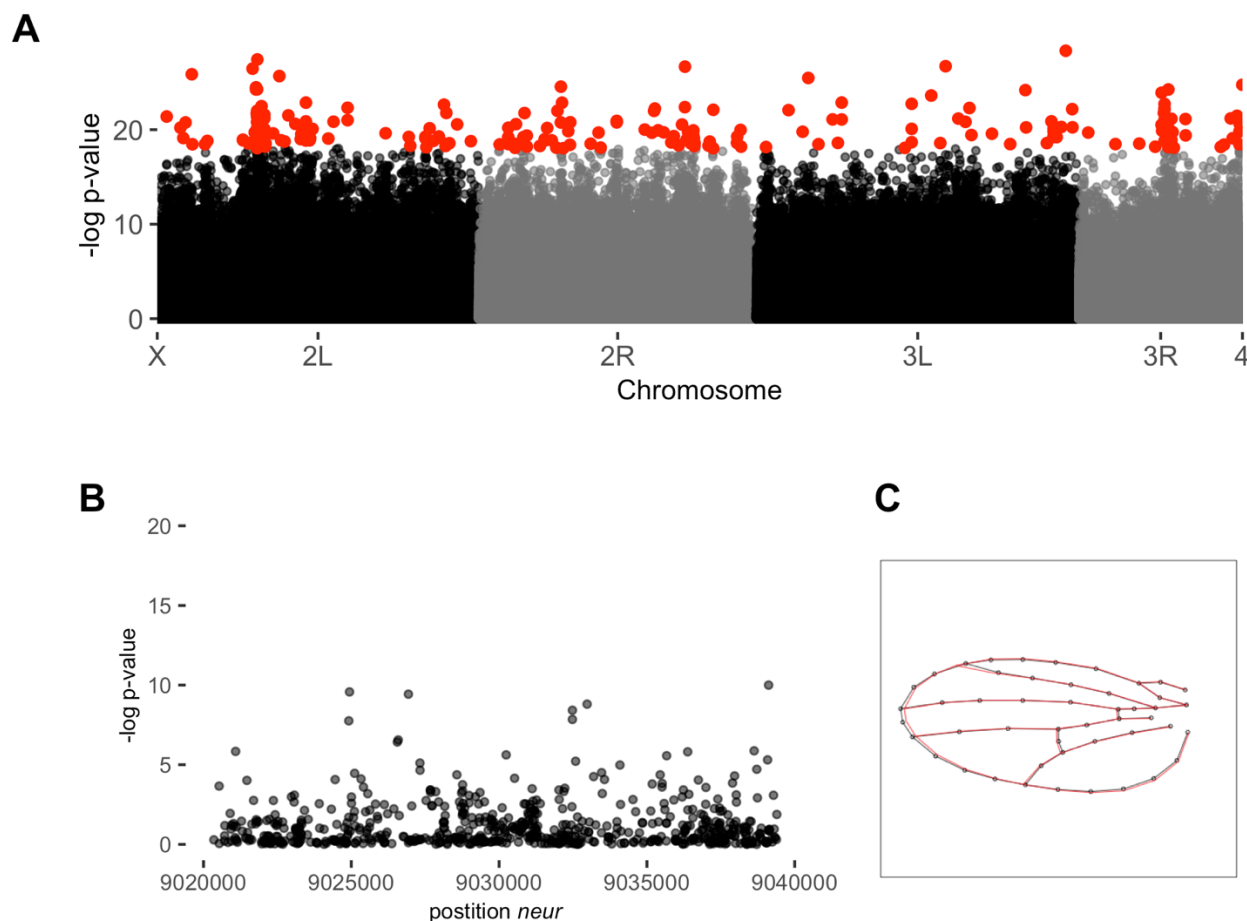 A
-log p-value
20
10
0
X 2L 2R 3L 3R 4
Chromosome
B
-log p-value
20
15
10
5
0
9020000 9025000 9030000 9035000 9040000
postition neur
C